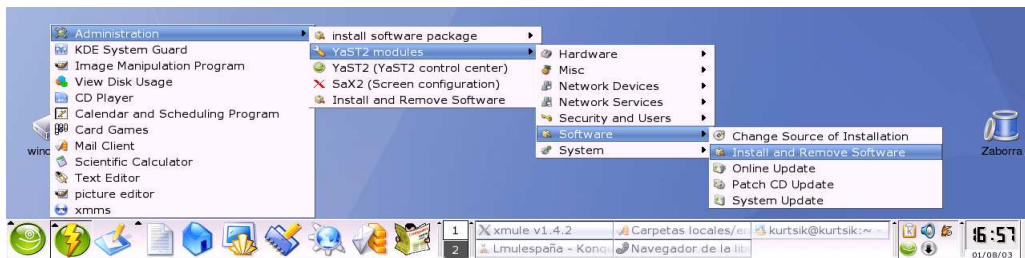 Administration
KDE System Guard
Image Manipulation Program
View Disk Usage
CD Player
Calendar and Scheduling Program
Card Games
Mail Client
Scientific Calculator
Text Editor
picture editor
xmms
install software package
YaST2 modules
YaST2 (YaST2 control center)
SaX2 (Screen configuration)
Install and Remove Software
Hardware
Misc
Network Devices
Network Services
Security and Users
Software
System
Change Source of Installation
Install and Remove Software
Online Update
Patch CD Update
System Update
winc
Zaborra
1
2
xmule v1.4.2
Carpetas locales/en
kurtsik@kurtsik:~
Lmulespaña - Konqu
Navegador de la lib
16:57
01/08/03